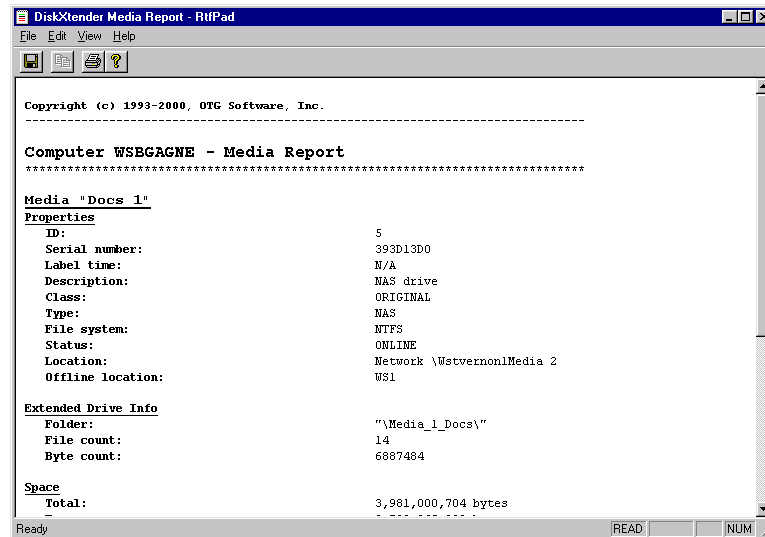 DiskXtender Media Report - RtfPad
File Edit View Help
Copyright (c) 1993-2000, OTG Software, Inc.
--------------------------------------------------------------------------------
Computer WSBGAGNE - Media Report
********************************************************************************
Media "Docs 1"
Properties
ID: 5
Serial number: 393D13D0
Label time: N/A
Description: NAS drive
Class: ORIGINAL
Type: NAS
File system: NTFS
Status: ONLINE
Location: Network \Wstvernon1Media 2
Offline location: WS1
Extended Drive Info
Folder: "\Media_1_Docs\"
File count: 14
Byte count: 6887484
Space
Total: 3,981,000,704 bytes
Ready READ NUM